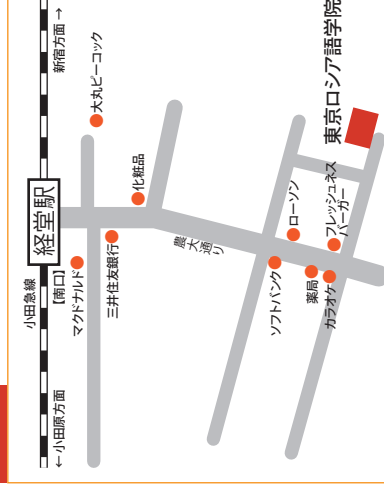 小田急線
←小田原方面
新宿方面→
経堂駅
【南口】
マクドナルド
大丸ピーコック
三井住友銀行
化粧品
農大通り
ソフトバンク
ローソン
薬局
カラオケ
フレッシュネス
バーガー
東京ロシア語学院